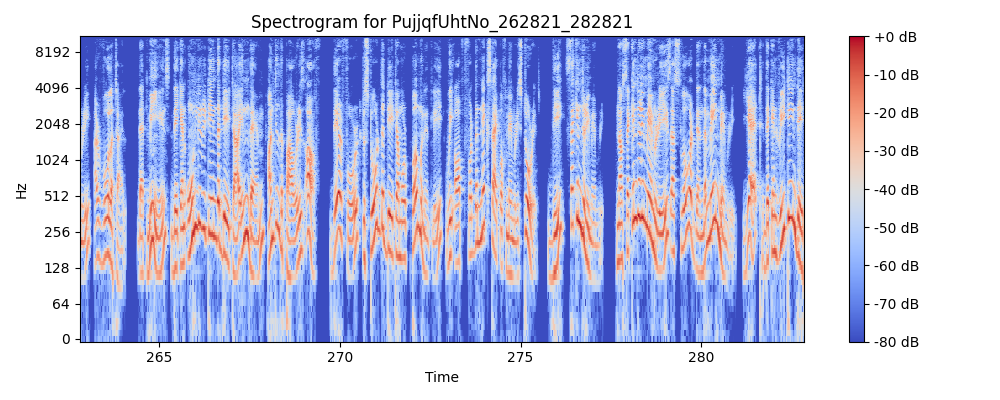 Spectrogram for PujjqfUhtNo_262821_282821
Hz
8192
4096
2048
1024
512
256
128
64
0
265
270
275
280
Time
+0 dB
-10 dB
-20 dB
-30 dB
-40 dB
-50 dB
-60 dB
-70 dB
-80 dB